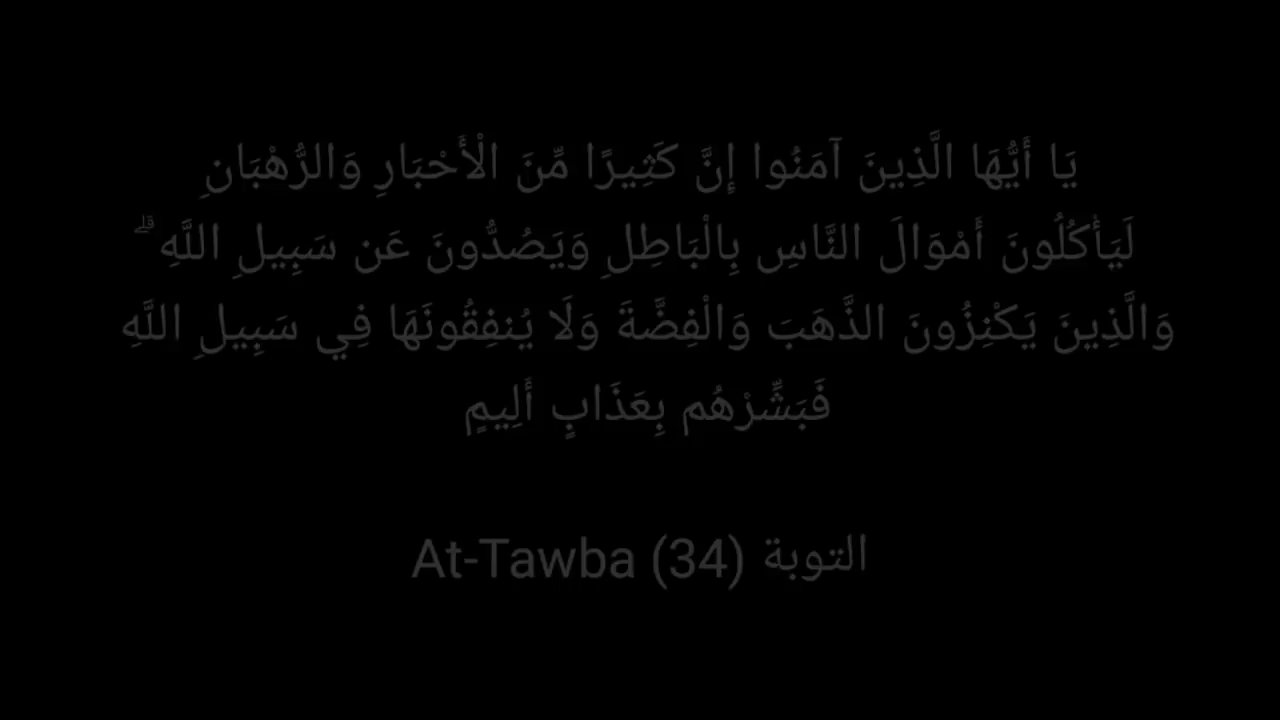 يَا أَيُّهَا الَّذِينَ آمَنُوا إِنَّ كَثِيرًا مِّنَ الْأَحْبَارِ وَالرُّهْبَانِ
لَيَأْكُلُونَ أَمْوَالَ النَّاسِ بِالْبَاطِلِ وَيَصُدُّونَ عَن سَبِيلِ اللَّهِ ۗ
وَالَّذِينَ يَكْنِزُونَ الذَّهَبَ وَالْفِضَّةَ وَلَا يُنفِقُونَهَا فِي سَبِيلِ اللَّهِ
فَبَشِّرْهُم بِعَذَابٍ أَلِيمٍ
At-Tawba (34) التوبة